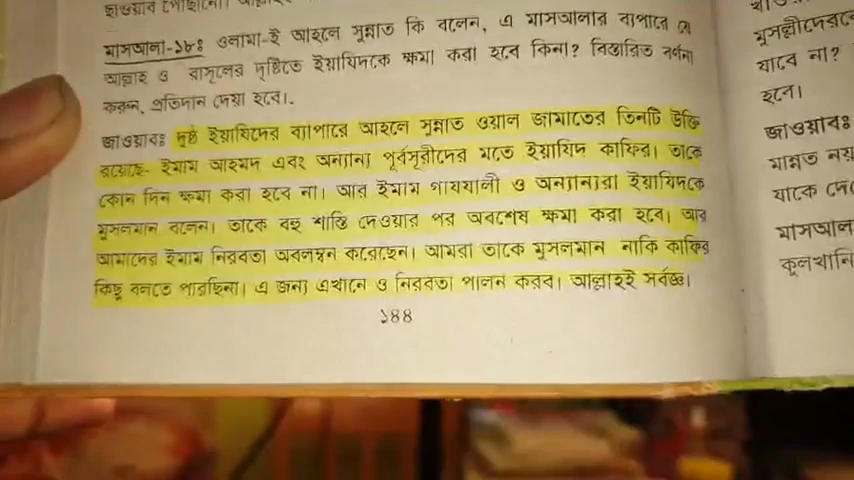 মাসআলা-১৮ঃ ওলামা-ই আহলে সুন্নাত কি বলেন, এ মাসআলার ব্যাপারে যে
আল্লাহ ও রাসূলের দৃষ্টিতে ইয়াযিদকে ক্ষমা করা হবে কিনা? বিস্তারিত বর্ণনা
করুন, প্রতিদান দেয়া হবে।
জাওয়াবঃ দুষ্ট ইয়াযিদের ব্যাপারে আহলে সুন্নাত ওয়াল জামাতের তিনটি উক্তি
রয়েছে- ইমাম আহমদ এবং অন্যান্য পূর্বসূরীদের মতে ইয়াযিদ কাফির। তাকে
কোন দিন ক্ষমা করা হবে না। আর ইমাম গাযযালী ও অন্যান্যরা ইয়াযিদকে
মুসলমান বলেন। তাকে বহু শাস্তি দেওয়ার পর অবশেষ ক্ষমা করা হবে। আর
আমাদের ইমাম নিরবতা অবলম্বন করেছেন। আমরা তাকে মুসলমান নাকি কাফির
কিছু বলতে পারছিনা। এ জন্য এখানে ও নিরবতা পালন করব। আল্লাহই সর্বজ্ঞ।
১৪৪
মুসল্লীদেরকে
যাবে না?
হবে।
জাওয়াবঃ
মান্নত নয়
যাকে
মাসআলা
কুলখানি